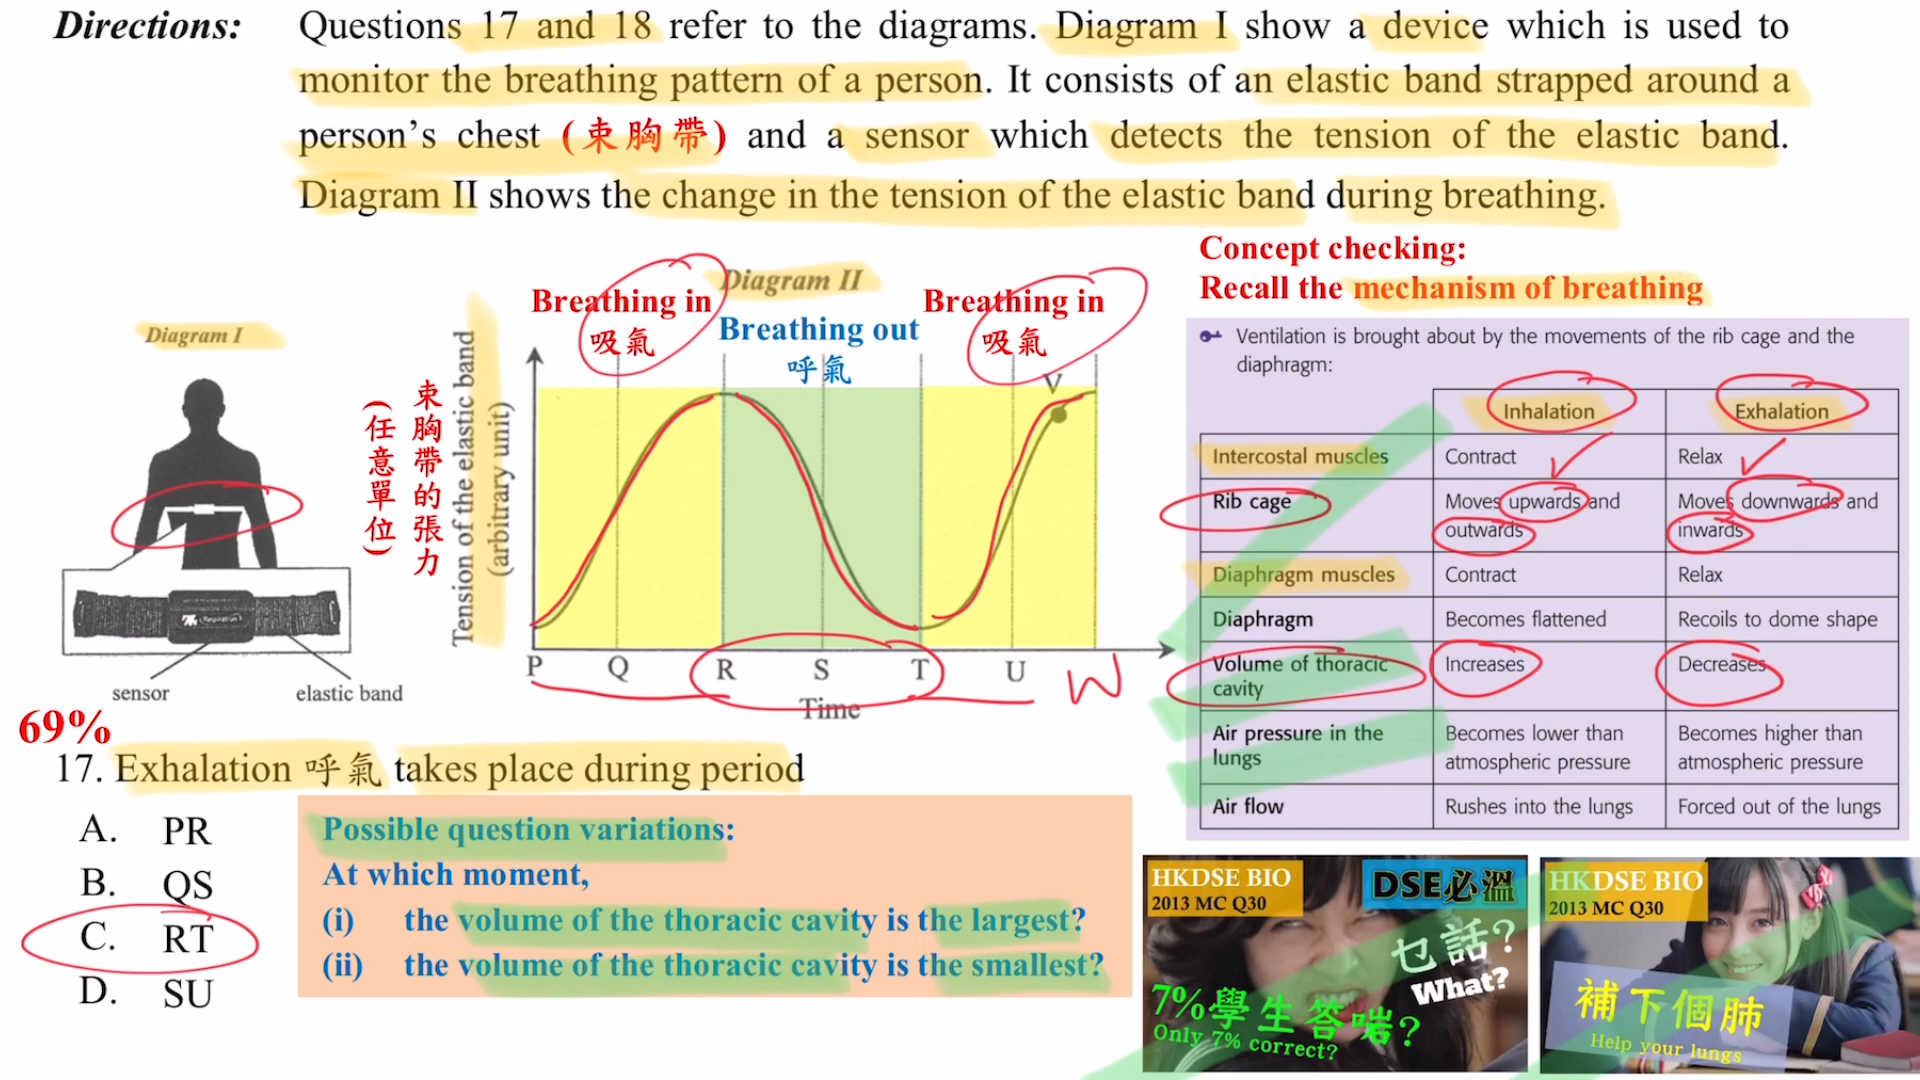 Directions: Questions 17 and 18 refer to the diagrams. Diagram I show a device which is used to
monitor the breathing pattern of a person. It consists of an elastic band strapped around a
person's chest (束胸帶) and a sensor which detects the tension of the elastic band.
Diagram II shows the change in the tension of the elastic band during breathing.
Diagram I
sensor
elastic band
束胸帶的張力
(任意單位)
Tension of the elastic band
(arbitrary unit)
Diagram II
Breathing in
吸氣
Breathing out
呼氣
Breathing in
吸氣
V
P Q R S T U W
Time
Concept checking:
Recall the mechanism of breathing
Ventilation is brought about by the movements of the rib cage and the
diaphragm:
Inhalation Exhalation
Intercostal muscles Contract Relax
Rib cage Moves upwards and outwards Moves downwards and inwards
Diaphragm muscles Contract Relax
Diaphragm Becomes flattened Recoils to dome shape
Volume of thoracic cavity Increases Decreases
Air pressure in the lungs Becomes lower than atmospheric pressure Becomes higher than atmospheric pressure
Air flow Rushes into the lungs Forced out of the lungs
69%
17. Exhalation 呼氣 takes place during period
A. PR
B. QS
C. RT
D. SU
Possible question variations:
At which moment,
(i) the volume of the thoracic cavity is the largest?
(ii) the volume of the thoracic cavity is the smallest?
HKDSE BIO
2013 MC Q30
DSE必溫
乜話?
What?
7%學生答啱?
Only 7% correct?
HKDSE BIO
2013 MC Q30
補下個肺
Help your lungs